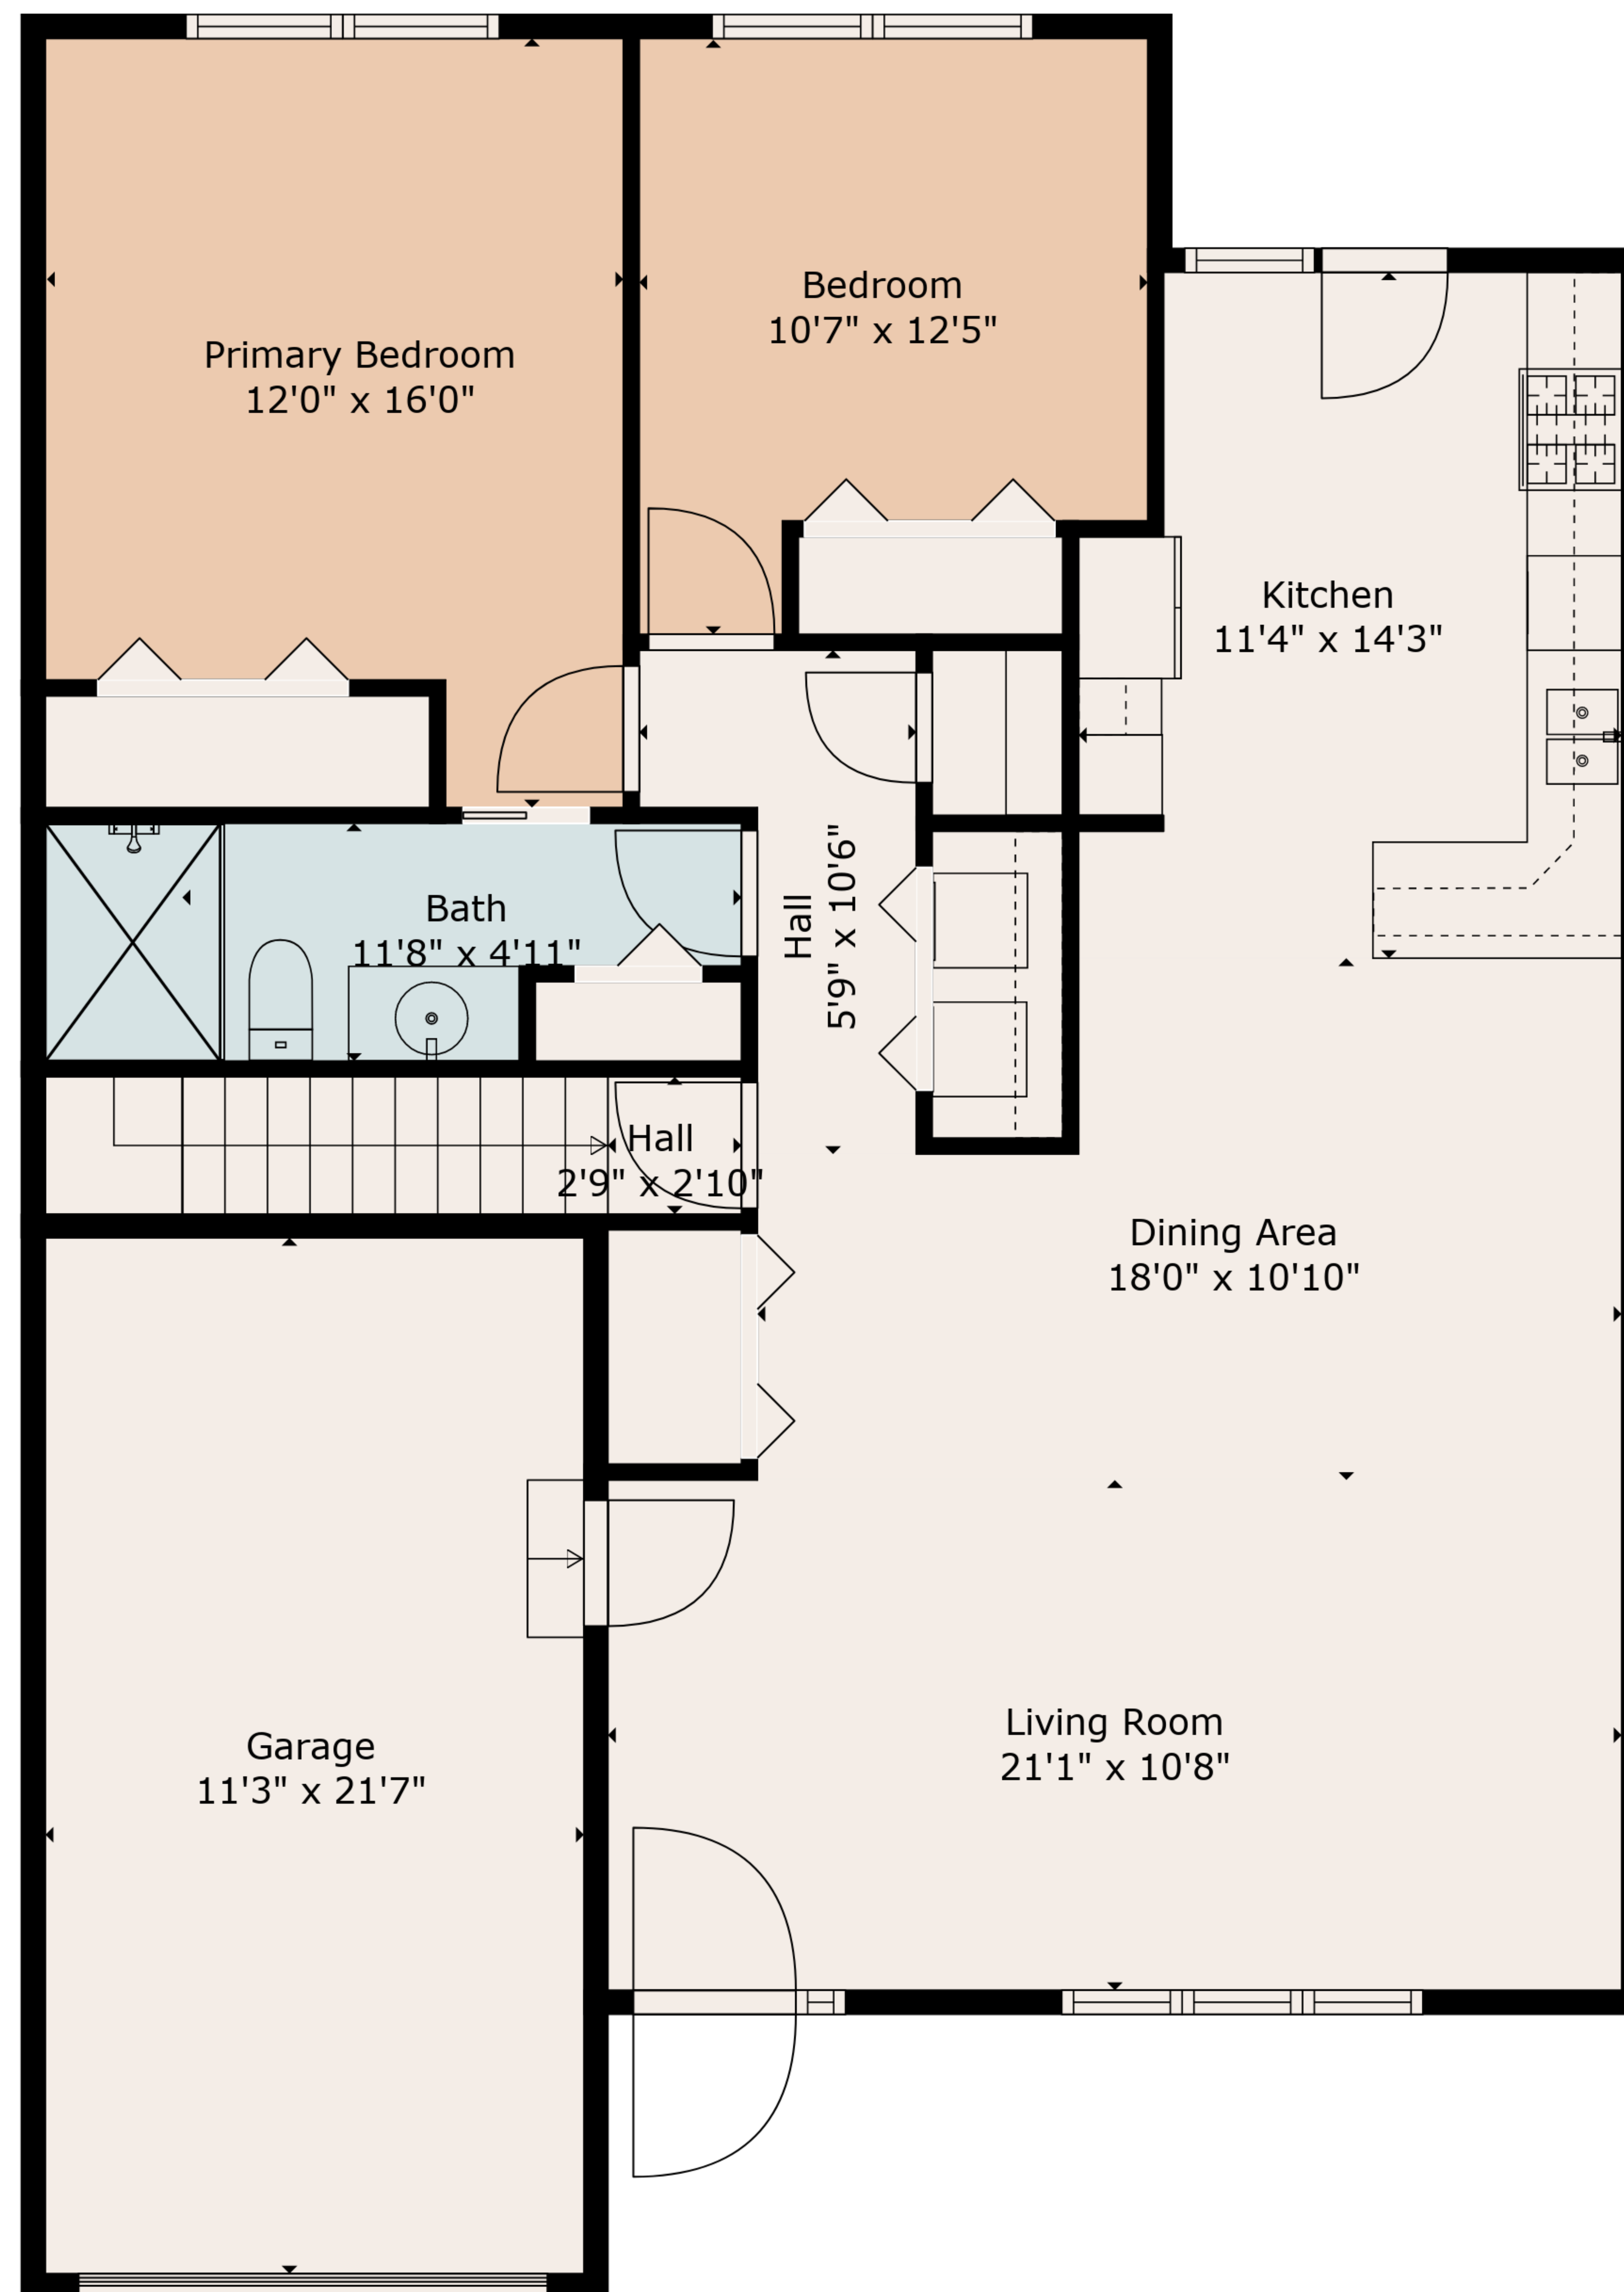 Primary Bedroom
12'0" x 16'0"
Bedroom
10'7" x 12'5"
Kitchen
11'4" x 14'3"
Bath
11'8" x 4'11"
Hall
5'9" x 10'6"
Hall
2'9" x 2'10"
Dining Area
18'0" x 10'10"
Living Room
21'1" x 10'8"
Garage
11'3" x 21'7"